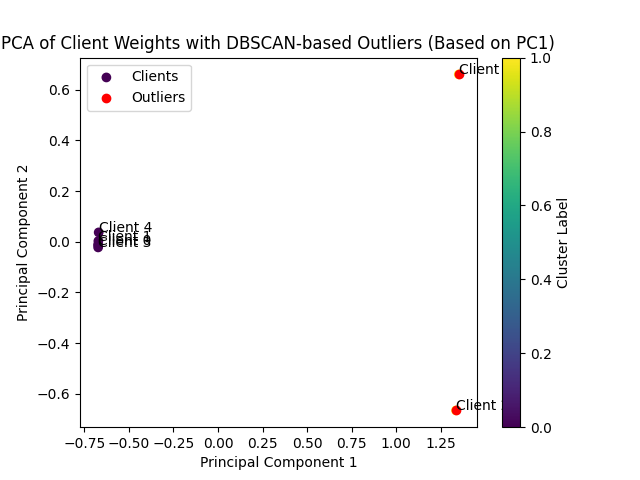 PCA of Client Weights with DBSCAN-based Outliers (Based on PC1)
Clients
Outliers
Client
Client 4
Client 1
Client
Principal Component 2
0.6
0.4
0.2
0.0
−0.2
−0.4
−0.6
−0.75
−0.50
−0.25
0.00
0.25
0.50
0.75
1.00
1.25
Principal Component 1
1.0
0.8
0.6
0.4
0.2
0.0
Cluster Label